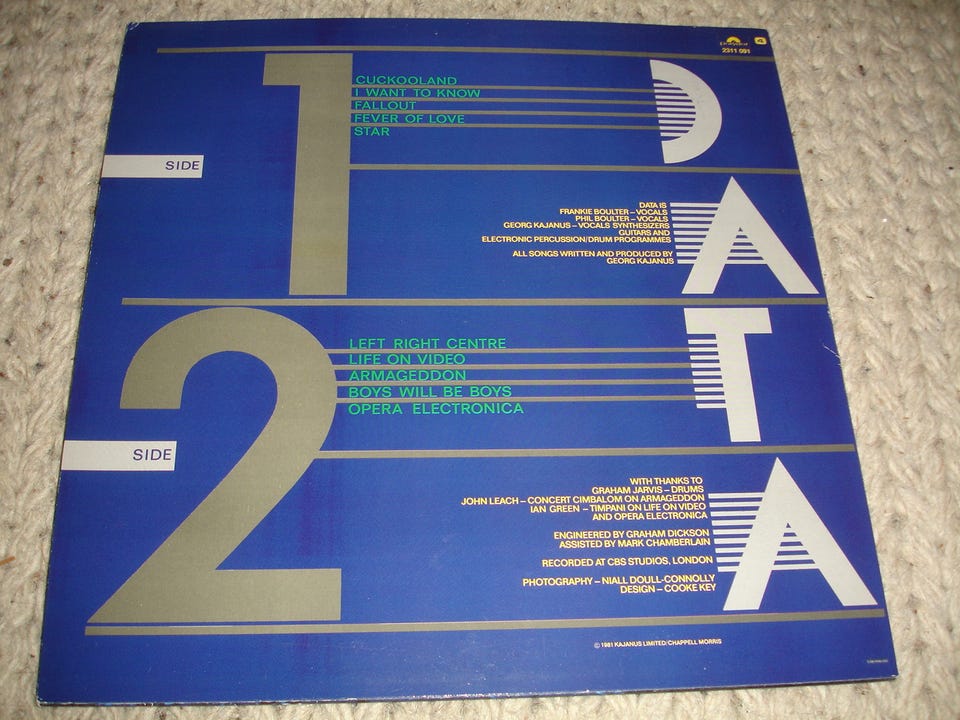 polydor
4
2311 091
1
CUCKOOLAND
I WANT TO KNOW
FALLOUT
FEVER OF LOVE
STAR
SIDE
DATA
DATA IS
FRANKIE BOULTER – VOCALS
PHIL BOULTER – VOCALS
GEORG KAJANUS – VOCALS SYNTHESIZERS
GUITARS AND
ELECTRONIC PERCUSSION/DRUM PROGRAMMES
ALL SONGS WRITTEN AND PRODUCED BY
GEORG KAJANUS
2
LEFT RIGHT CENTRE
LIFE ON VIDEO
ARMAGEDDON
BOYS WILL BE BOYS
OPERA ELECTRONICA
SIDE
WITH THANKS TO
GRAHAM JARVIS – DRUMS
JOHN LEACH – CONCERT CIMBALOM ON ARMAGEDDON
IAN GREEN – TIMPANI ON LIFE ON VIDEO
AND OPERA ELECTRONICA
ENGINEERED BY GRAHAM DICKSON
ASSISTED BY MARK CHAMBERLAIN
RECORDED AT CBS STUDIOS, LONDON
PHOTOGRAPHY – NIALL DOULL-CONNOLLY
DESIGN – COOKE KEY
© 1981 KAJANUS LIMITED/CHAPPELL MORRIS